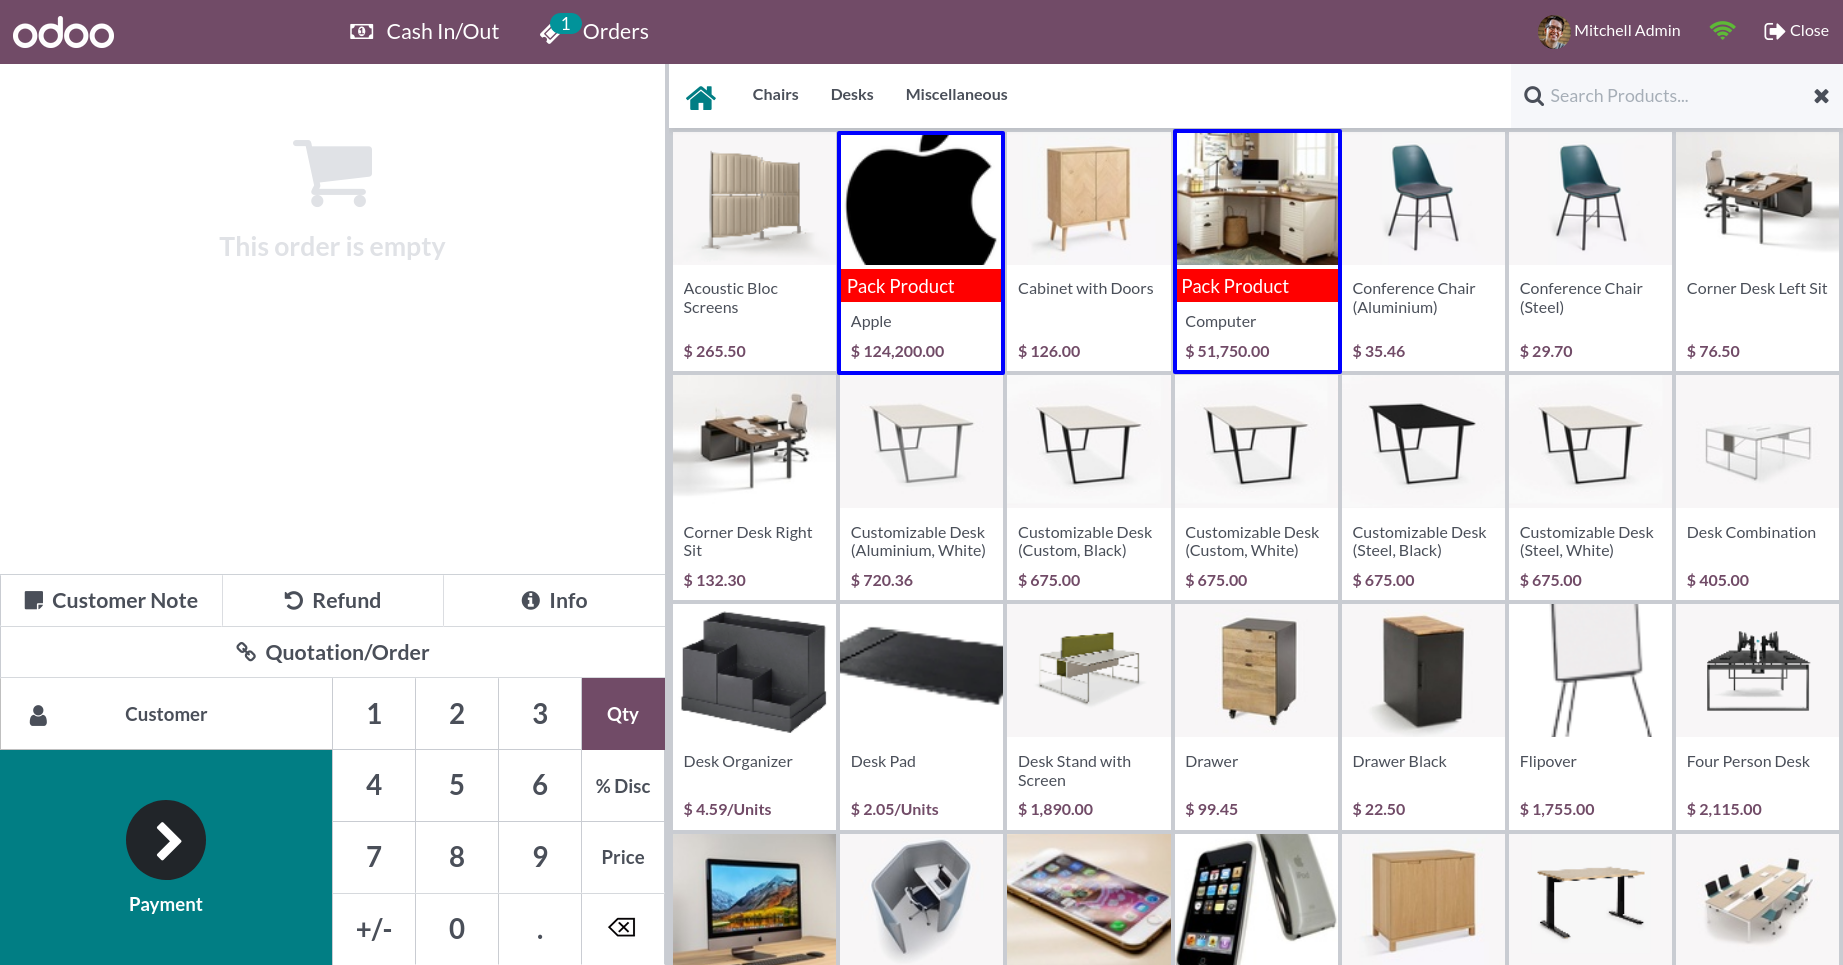 odoo
Cash In/Out
1
Orders
Mitchell Admin
Close
Chairs
Desks
Miscellaneous
Search Products...
This order is empty
Acoustic Bloc
Screens
$ 265.50
Pack Product
Apple
$ 124,200.00
Cabinet with Doors
$ 126.00
Pack Product
Computer
$ 51,750.00
Conference Chair
(Aluminium)
$ 35.46
Conference Chair
(Steel)
$ 29.70
Corner Desk Left Sit
$ 76.50
Corner Desk Right
Sit
$ 132.30
Customizable Desk
(Aluminium, White)
$ 720.36
Customizable Desk
(Custom, Black)
$ 675.00
Customizable Desk
(Custom, White)
$ 675.00
Customizable Desk
(Steel, Black)
$ 675.00
Customizable Desk
(Steel, White)
$ 675.00
Desk Combination
$ 405.00
Desk Organizer
$ 4.59/Units
Desk Pad
$ 2.05/Units
Desk Stand with
Screen
$ 1,890.00
Drawer
$ 99.45
Drawer Black
$ 22.50
Flipover
$ 1,755.00
Four Person Desk
$ 2,115.00
Customer Note
Refund
Info
Quotation/Order
Customer
1
2
3
Qty
4
5
6
% Disc
7
8
9
Price
Payment
+/-
0
.